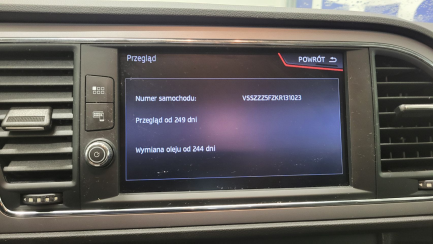 Przegląd
POWRÓT
Numer samochodu: VSSZZZ5FZKR131023
Przegląd od 249 dni
Wymiana oleju od 244 dni